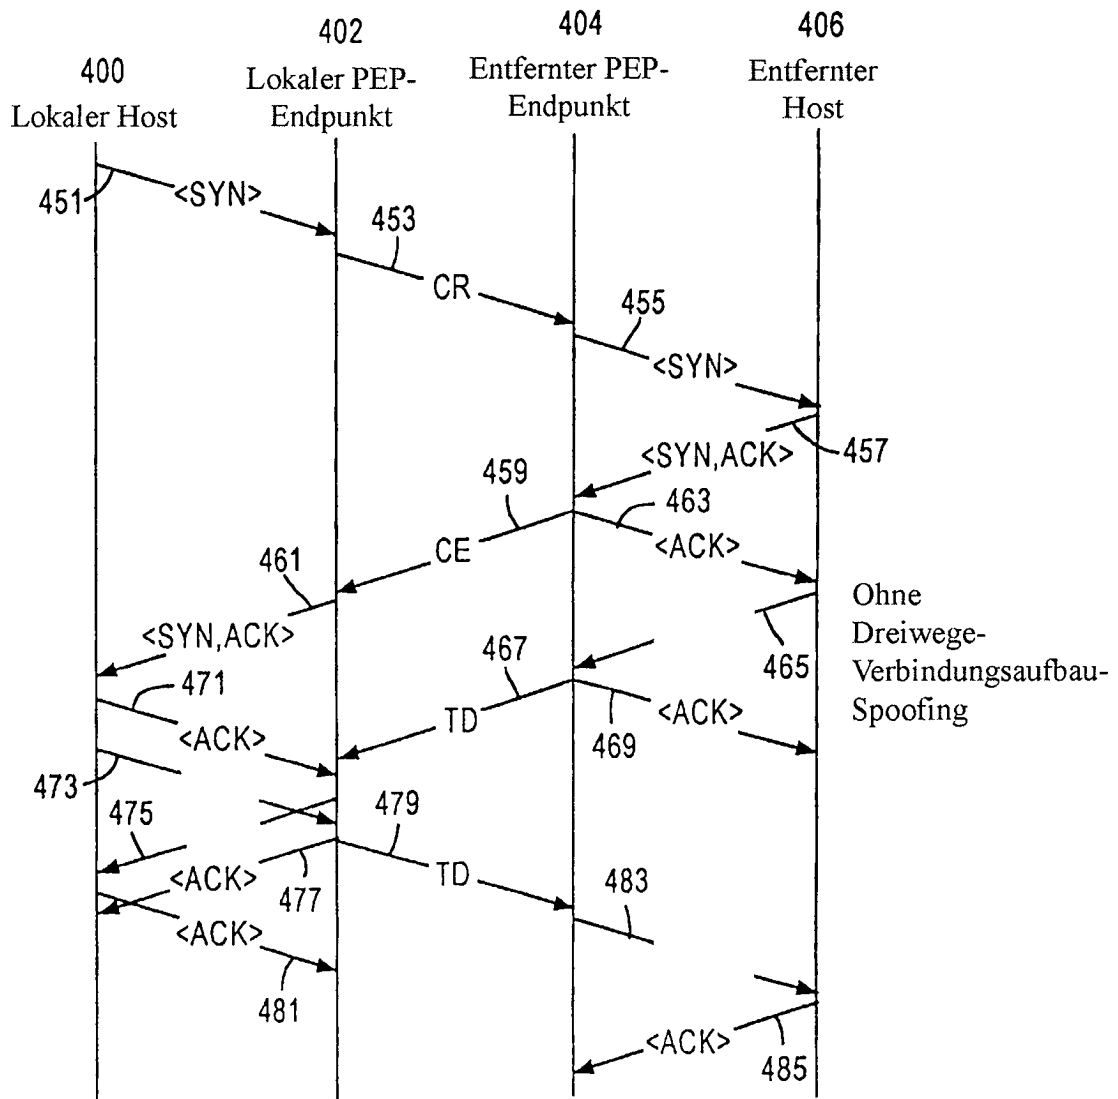 400
Lokaler Host
402
Lokaler PEP-
Endpunkt
404
Entfernter PEP-
Endpunkt
406
Entfernter
Host
451
<SYN>
453
CR
455
<SYN>
457
<SYN,ACK>
459
CE
463
<ACK>
461
<SYN,ACK>
465
Ohne
Dreiwege-
Verbindungsaufbau-
Spoofing
467
TD
469
<ACK>
471
<ACK>
473
475
477
<ACK>
479
TD
481
<ACK>
483
485
<ACK>